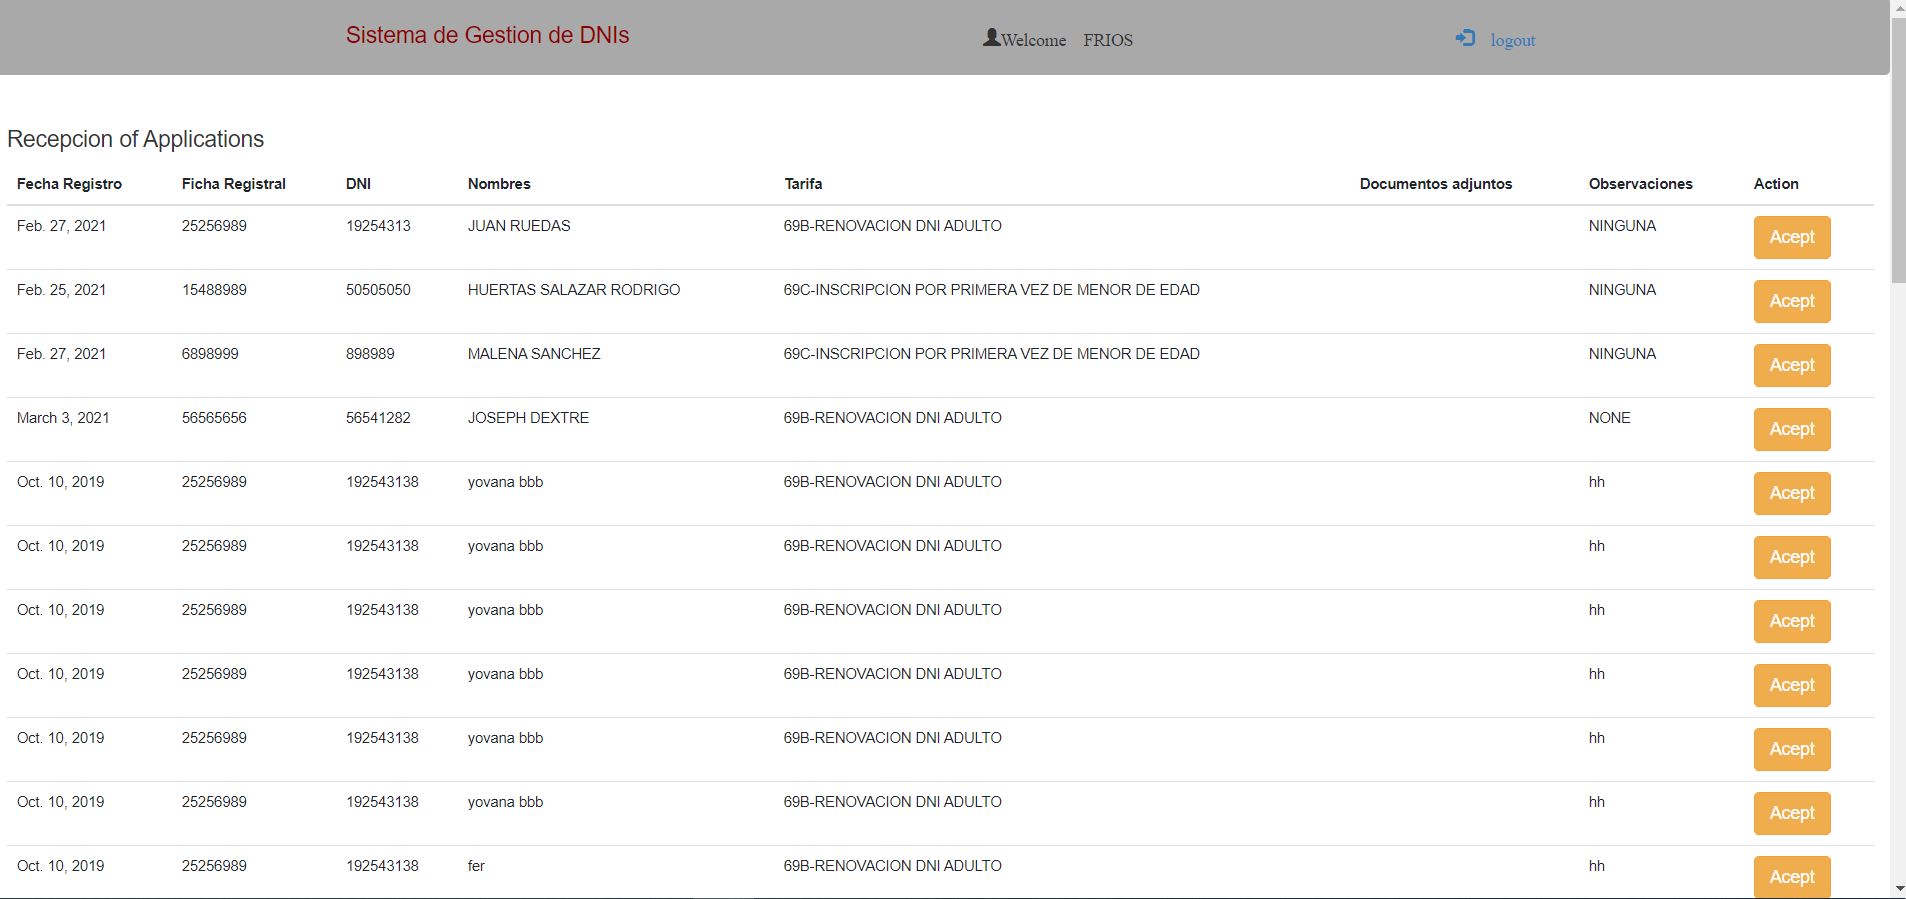 Sistema de Gestion de DNIs Welcome FRIOS logout
Recepcion of Applications
Fecha Registro Ficha Registral DNI Nombres Tarifa Documentos adjuntos Observaciones Action
Feb. 27, 2021 25256989 19254313 JUAN RUEDAS 69B-RENOVACION DNI ADULTO NINGUNA Acept
Feb. 25, 2021 15488989 50505050 HUERTAS SALAZAR RODRIGO 69C-INSCRIPCION POR PRIMERA VEZ DE MENOR DE EDAD NINGUNA Acept
Feb. 27, 2021 6898999 898989 MALENA SANCHEZ 69C-INSCRIPCION POR PRIMERA VEZ DE MENOR DE EDAD NINGUNA Acept
March 3, 2021 56565656 56541282 JOSEPH DEXTRE 69B-RENOVACION DNI ADULTO NONE Acept
Oct. 10, 2019 25256989 192543138 yovana bbb 69B-RENOVACION DNI ADULTO hh Acept
Oct. 10, 2019 25256989 192543138 yovana bbb 69B-RENOVACION DNI ADULTO hh Acept
Oct. 10, 2019 25256989 192543138 yovana bbb 69B-RENOVACION DNI ADULTO hh Acept
Oct. 10, 2019 25256989 192543138 yovana bbb 69B-RENOVACION DNI ADULTO hh Acept
Oct. 10, 2019 25256989 192543138 yovana bbb 69B-RENOVACION DNI ADULTO hh Acept
Oct. 10, 2019 25256989 192543138 yovana bbb 69B-RENOVACION DNI ADULTO hh Acept
Oct. 10, 2019 25256989 192543138 fer 69B-RENOVACION DNI ADULTO hh Acept